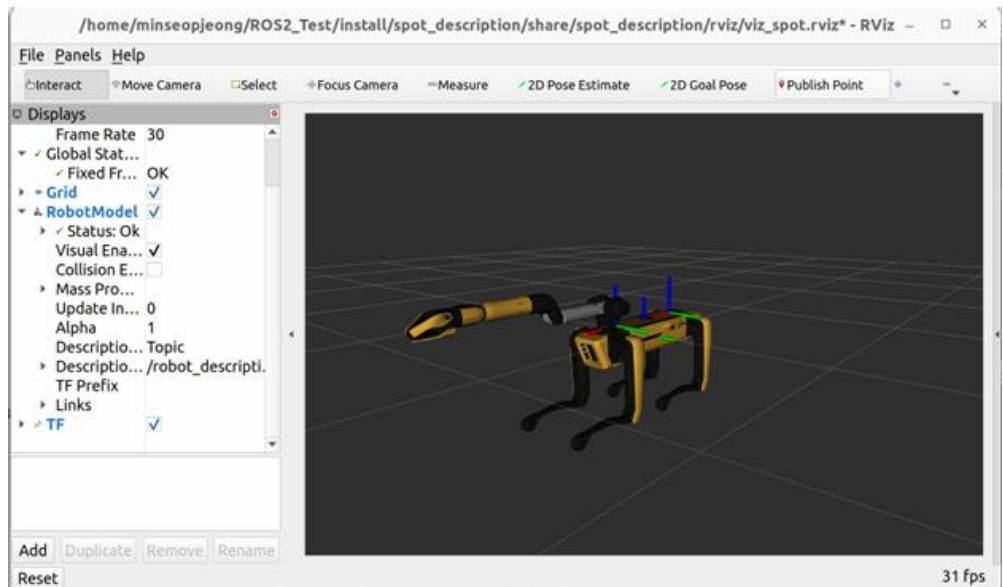 /home/minseopjeong/ROS2_Test/install/spot_description/share/spot_description/rviz/viz_spot.rviz* - RViz
File Panels Help
Interact Move Camera Select Focus Camera Measure 2D Pose Estimate 2D Goal Pose Publish Point
Displays
Frame Rate 30
Global Stat...
Fixed Fr... OK
Grid
RobotModel
Status: Ok
Visual Ena...
Collision E...
Mass Pro...
Update In... 0
Alpha 1
Descriptio... Topic
Descriptio... /robot_descripti.
TF Prefix
Links
TF
Add Duplicate Remove Rename
Reset 31 fps